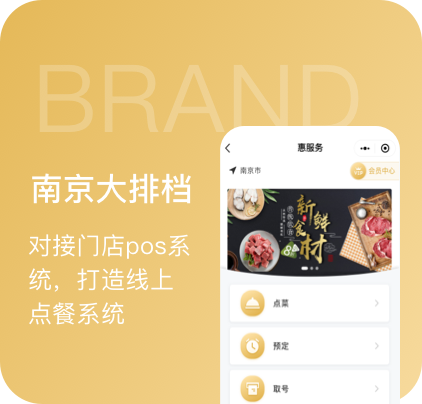 BRAND
南京大排档
对接门店pos系
统，打造线上
点餐系统
惠服务
南京市
会员中心
新鲜
食材
点菜
预定
取号